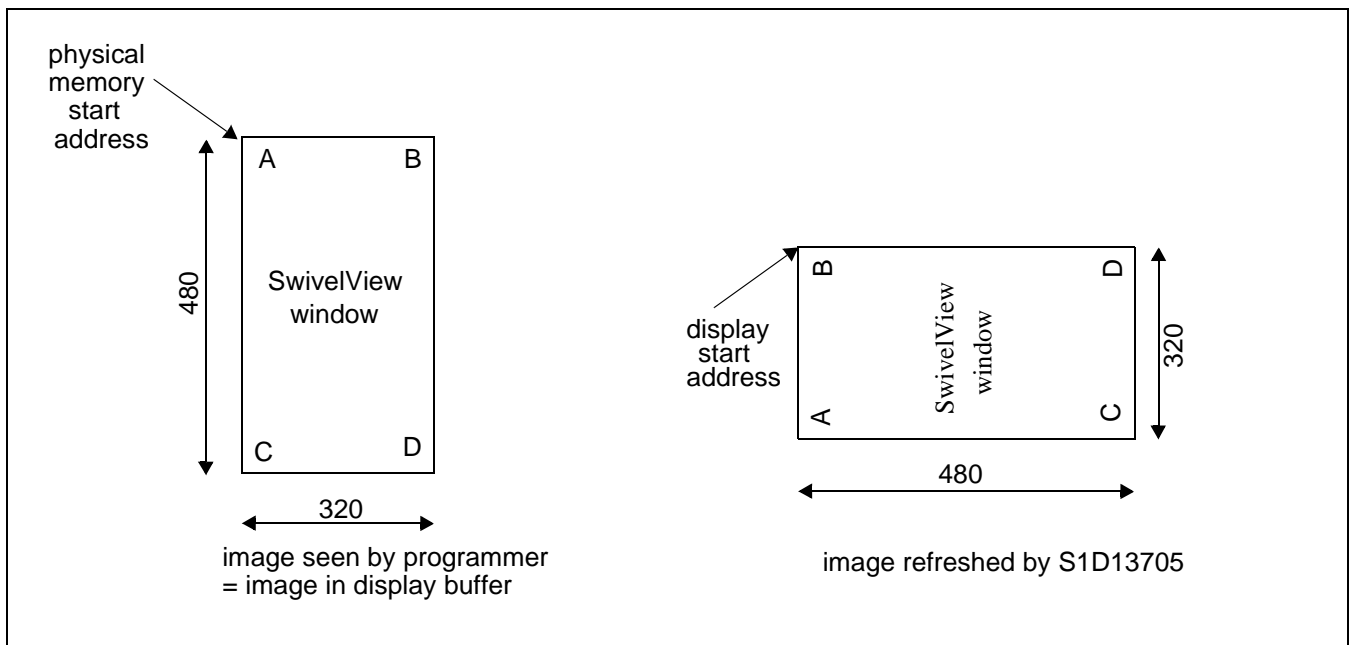 physical
memory
start
address
A
B
480
SwivelView
window
C
D
320
image seen by programmer
= image in display buffer
display
start
address
B
D
SwivelView
window
A
C
320
480
image refreshed by S1D13705